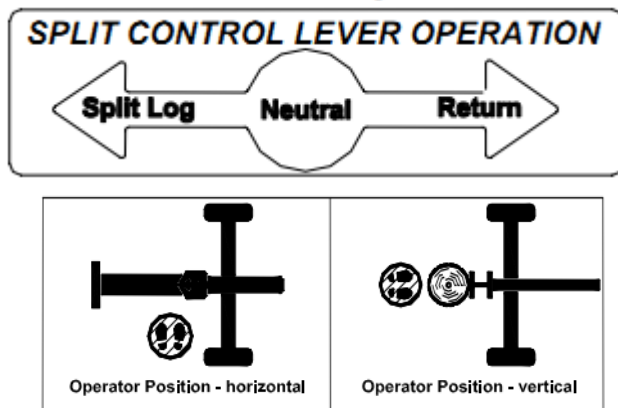 SPLIT CONTROL LEVER OPERATION
Split Log Neutral Return
Operator Position - horizontal
Operator Position - vertical